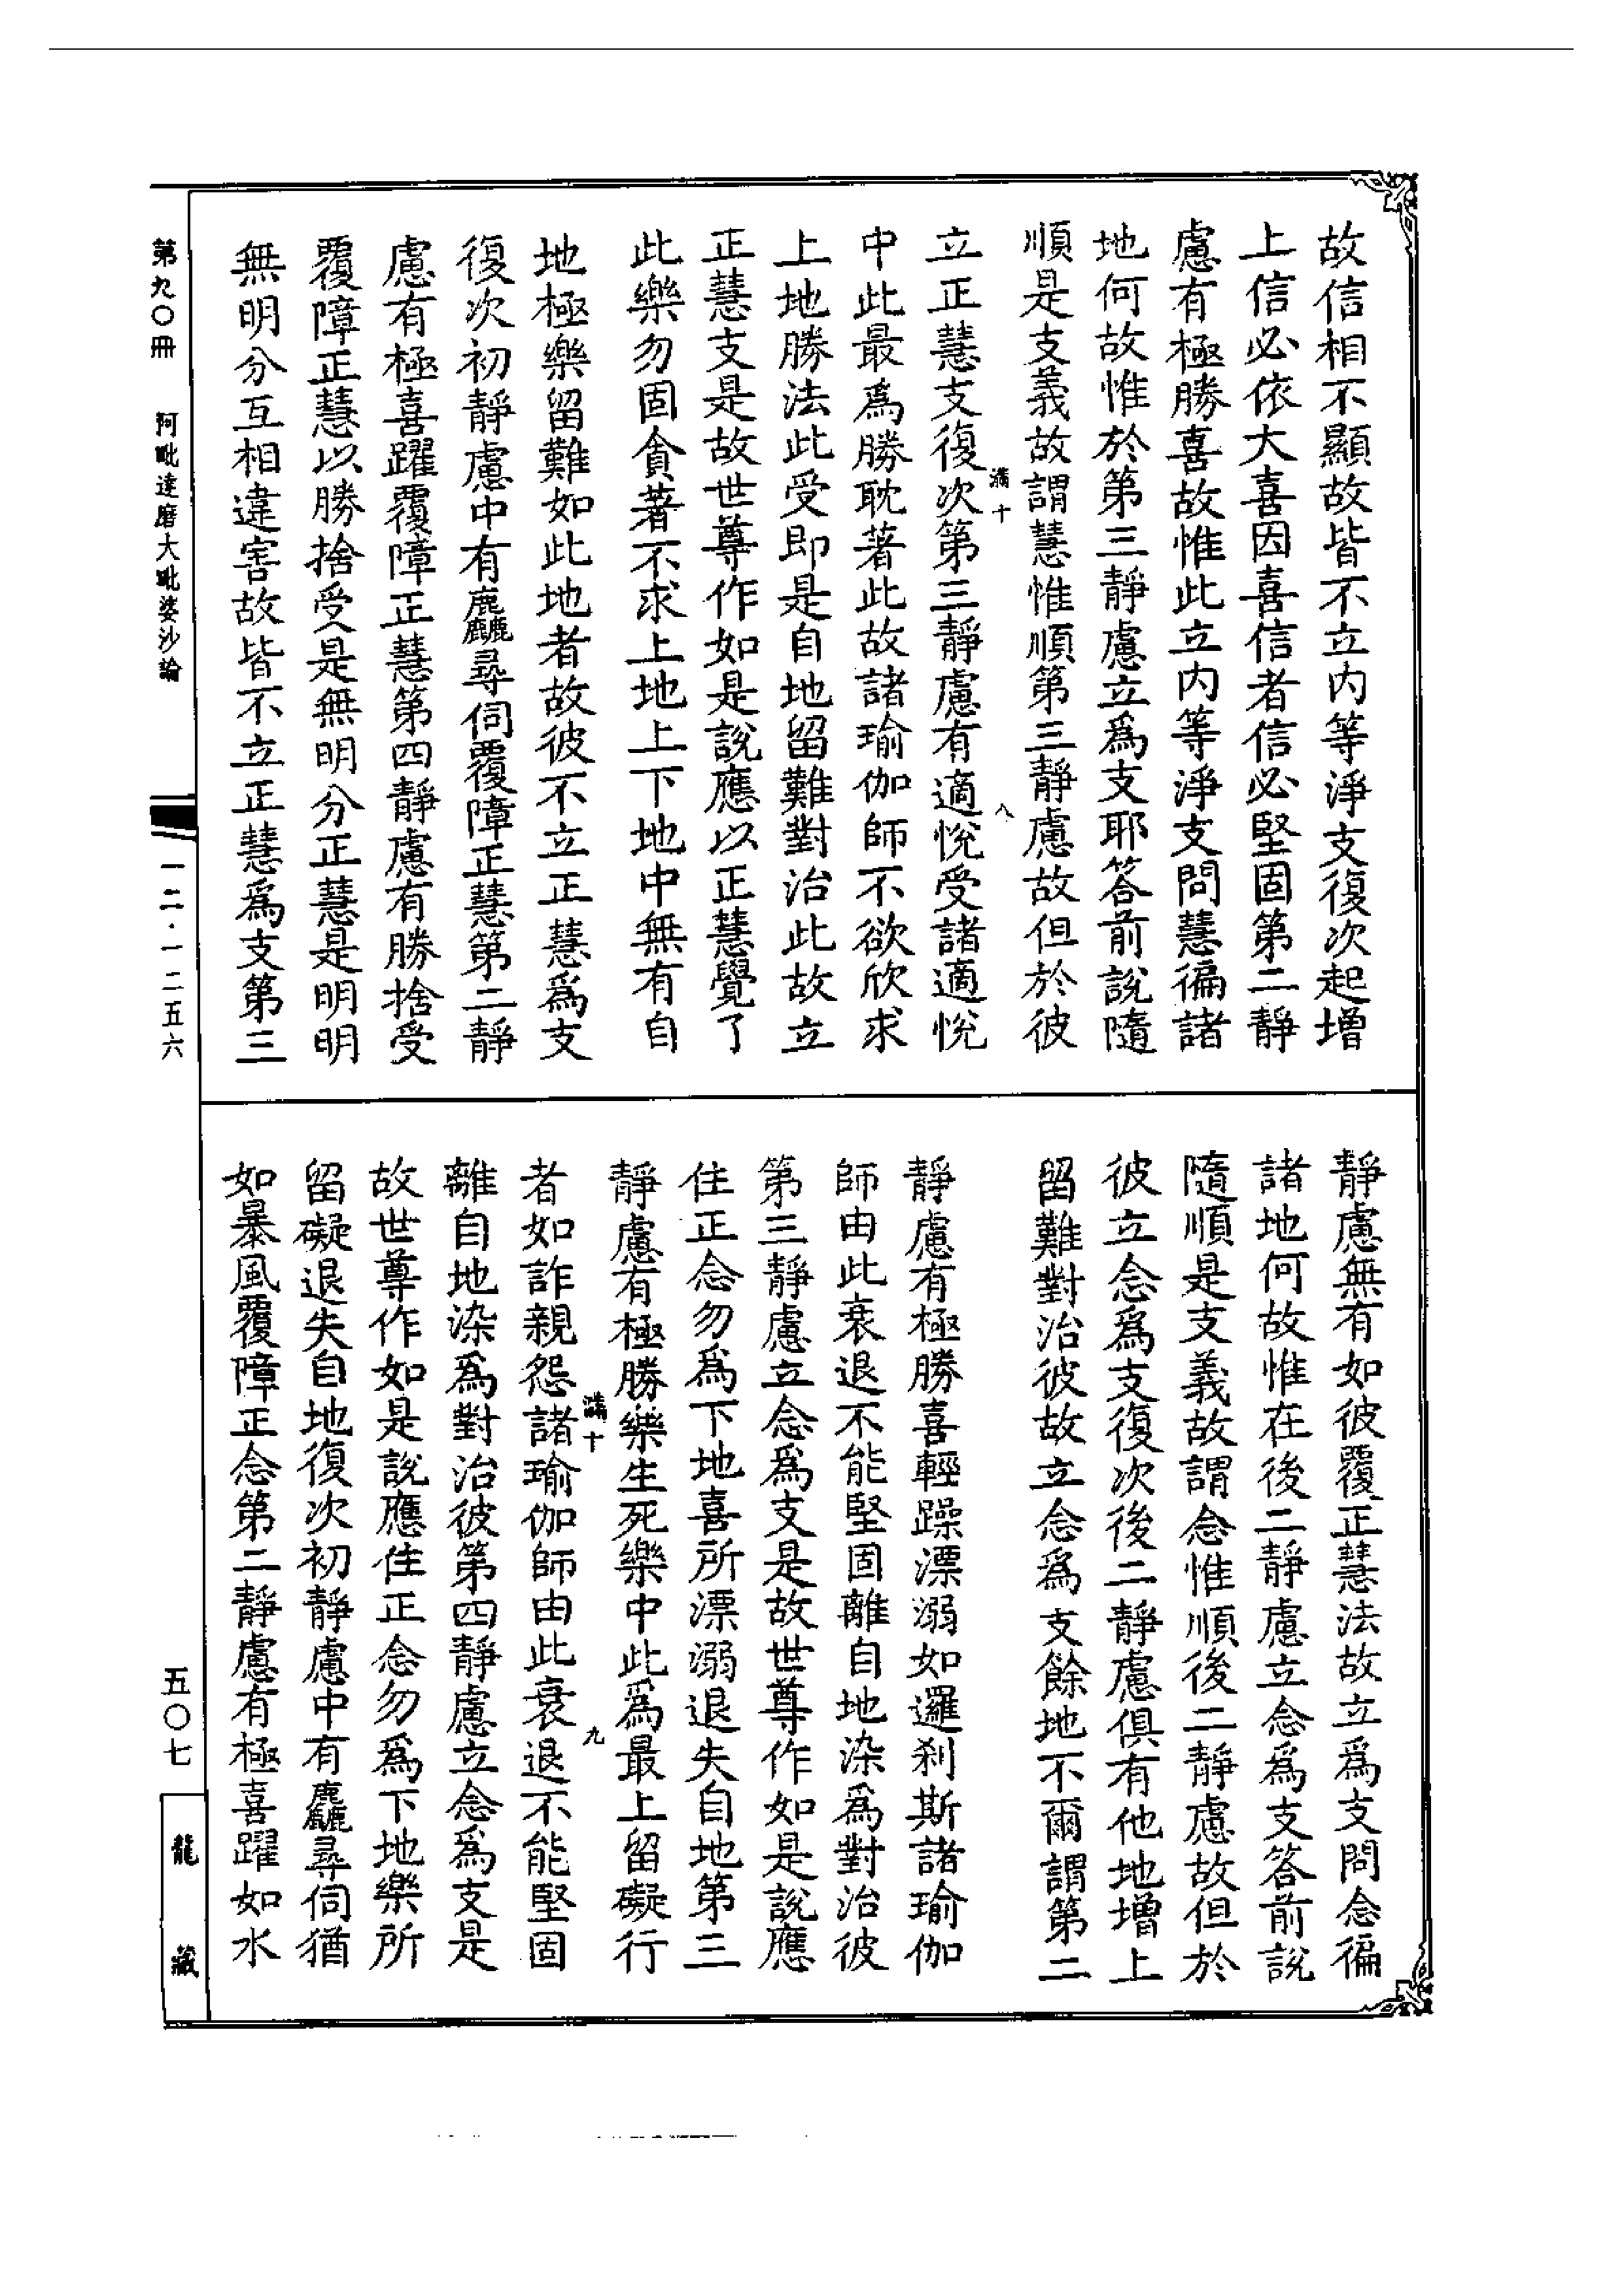 故信相不顯故皆不立内等淨支復次起增
上信必依大喜因喜信者信必堅固第二靜
慮有極勝喜故惟此立内等淨支問慧徧諸
地何故惟於第三靜慮立爲支耶答前說隨
順是支義故謂慧惟順第三靜慮故但於彼
滿十
八
立正慧支復次第三靜慮有適悅受諸適悅
中此最爲勝耽著此故諸瑜伽師不欲欣求
上地勝法此受即是自地留難對治此故立
正慧支是故世尊作如是說應以正慧覺了
此樂勿固貪著不求上地上下地中無有自
地極樂留難如此地者故彼不立正慧爲支
復次初靜慮中有麤尋伺覆障正慧第二靜
慮有極喜躍覆障正慧第四靜慮有勝捨受
覆障正慧以勝捨受是無明分正慧是明明
無明分互相違害故皆不立正慧爲支第三
靜慮無有如彼覆正慧法故立爲支問念徧
諸地何故惟在後二靜慮立念爲支答前說
隨順是支義故謂念惟順後二靜慮故但於
彼立念爲支復次後二靜慮俱有他地增上
留難對治彼故立念爲支餘地不爾謂第二
靜慮有極勝喜輕躁漂溺如邏刹斯諸瑜伽
師由此衰退不能堅固離自地染爲對治彼
第三靜慮立念爲支是故世尊作如是說應
住正念勿爲下地喜所漂溺退失自地第三
靜慮有極勝樂生死樂中此爲最上留礙行
滿十
九
者如詐親怨諸瑜伽師由此衰退不能堅固
離自地染爲對治彼第四靜慮立念爲支是
故世尊作如是說應住正念勿爲下地樂所
留礙退失自地復次初靜慮中有麤尋伺猶
如暴風覆障正念第二靜慮有極喜躍如水
第九〇冊
阿毗達磨大毗婆沙論
一二·一二五六
五〇七
龍藏